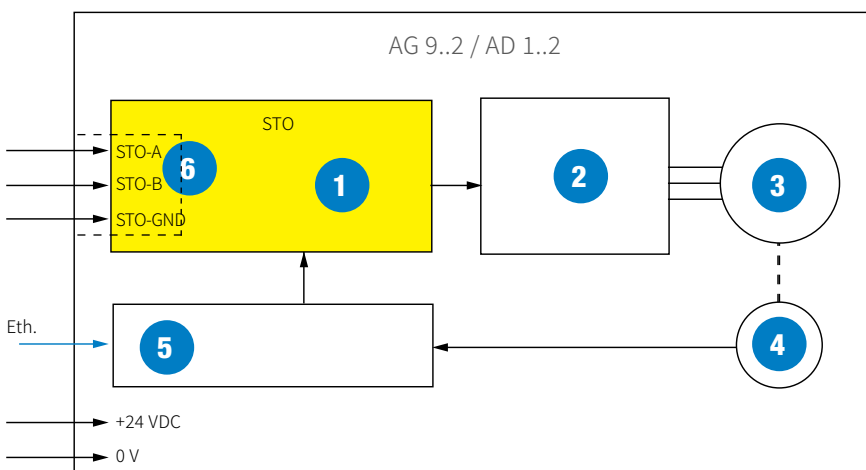 AG 9..2 / AD 1..2
STO
STO-A
6
STO-B
1
2
3
STO-GND
Eth.
5
4
+24 VDC
0 V